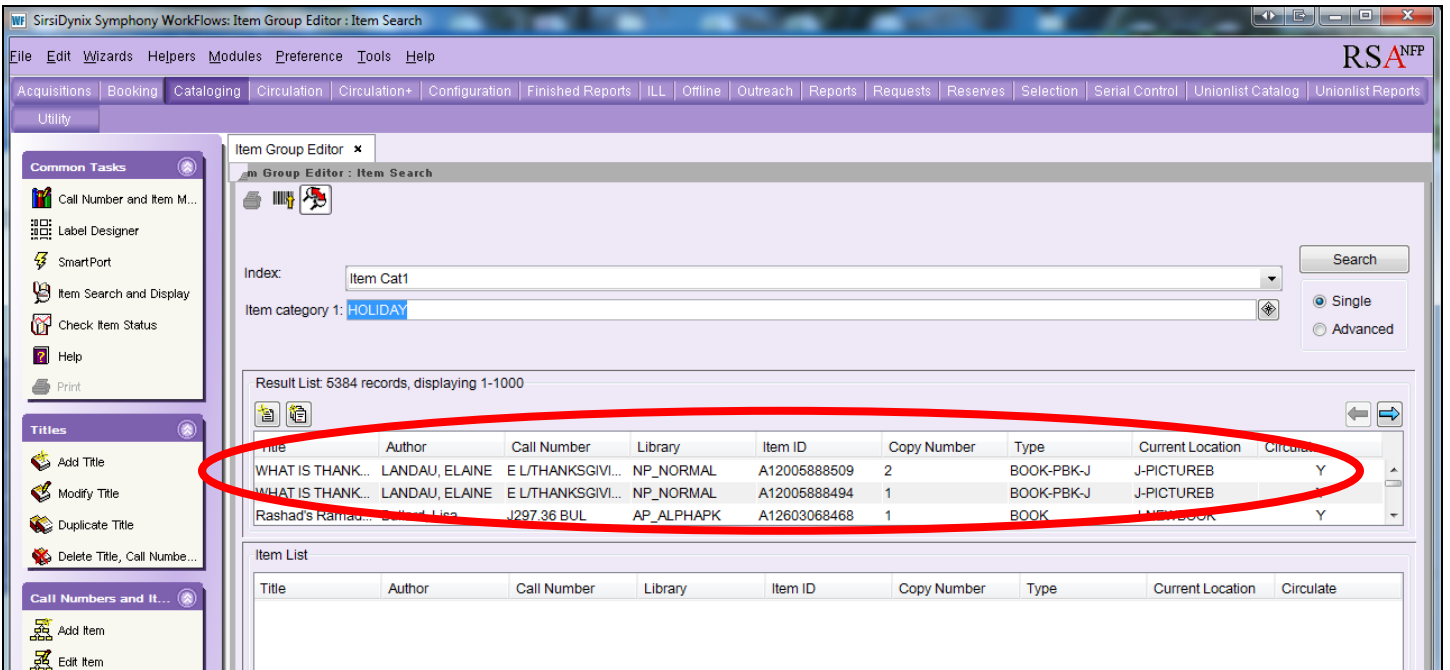 WF SirsiDynix Symphony WorkFlows: Item Group Editor : Item Search
File Edit Wizards Helpers Modules Preference Tools Help
RSA NFP
Acquisitions Booking Cataloging Circulation Circulation+ Configuration Finished Reports ILL Offline Outreach Reports Requests Reserves Selection Serial Control Unionlist Catalog Unionlist Reports
Utility
Common Tasks
Call Number and Item M...
Label Designer
SmartPort
Item Search and Display
Check Item Status
Help
Print
Titles
Add Title
Modify Title
Duplicate Title
Delete Title, Call Numbe...
Call Numbers and It...
Add Item
Edit Item
Item Group Editor
m Group Editor : Item Search
Index: Item Cat1
Search
Item category 1: HOLIDAY
Single
Advanced
Result List: 5384 records, displaying 1-1000
Title Author Call Number Library Item ID Copy Number Type Current Location
WHAT IS THANK... LANDAU, ELAINE E L/THANKSGIVI... NP_NORMAL A12005888509 2 BOOK-PBK-J J-PICTUREB Y
WHAT IS THANK... LANDAU, ELAINE E L/THANKSGIVI... NP_NORMAL A12005888494 1 BOOK-PBK-J J-PICTUREB
Rashad's Ramad... Lisa J297.36 BUL AP_ALPHAPK A12603068468 1 BOOK J-NEWBOOK Y
Item List
Title Author Call Number Library Item ID Copy Number Type Current Location Circulate